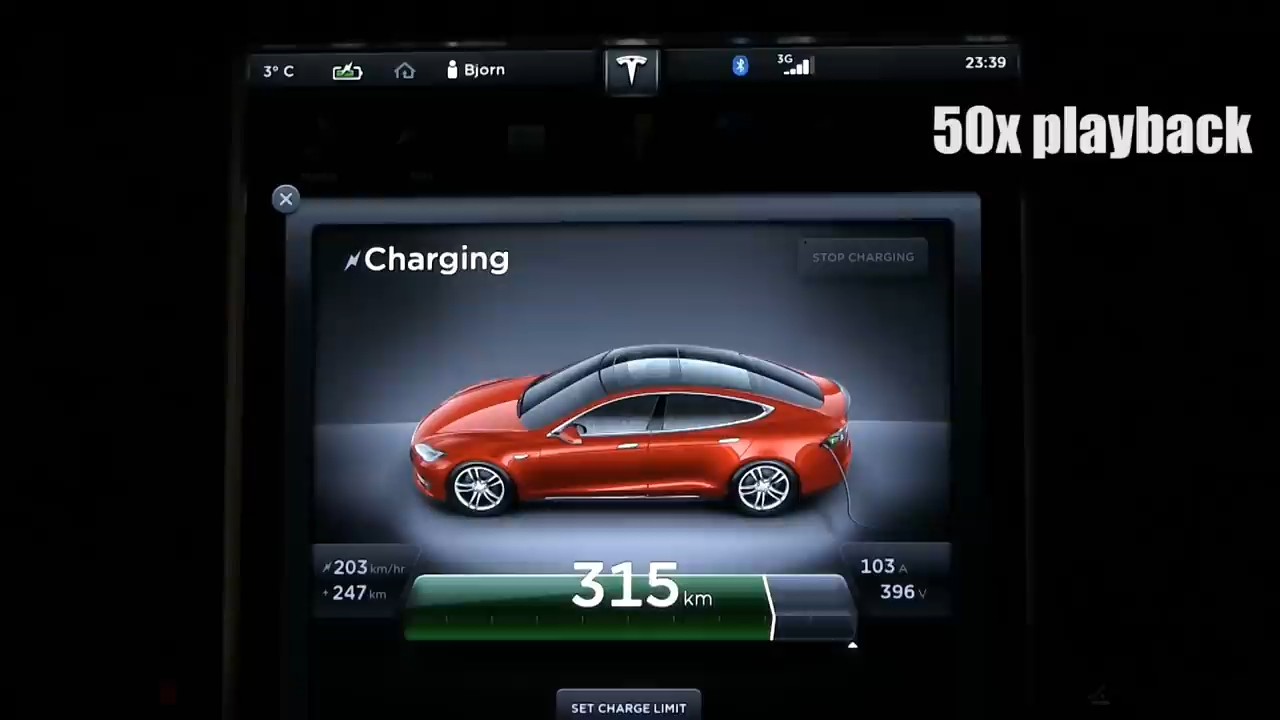 3° C
Bjorn
3G
23:39
50x playback
Charging
STOP CHARGING
203 km/hr
+ 247 km
315 km
103 A
396 V
SET CHARGE LIMIT